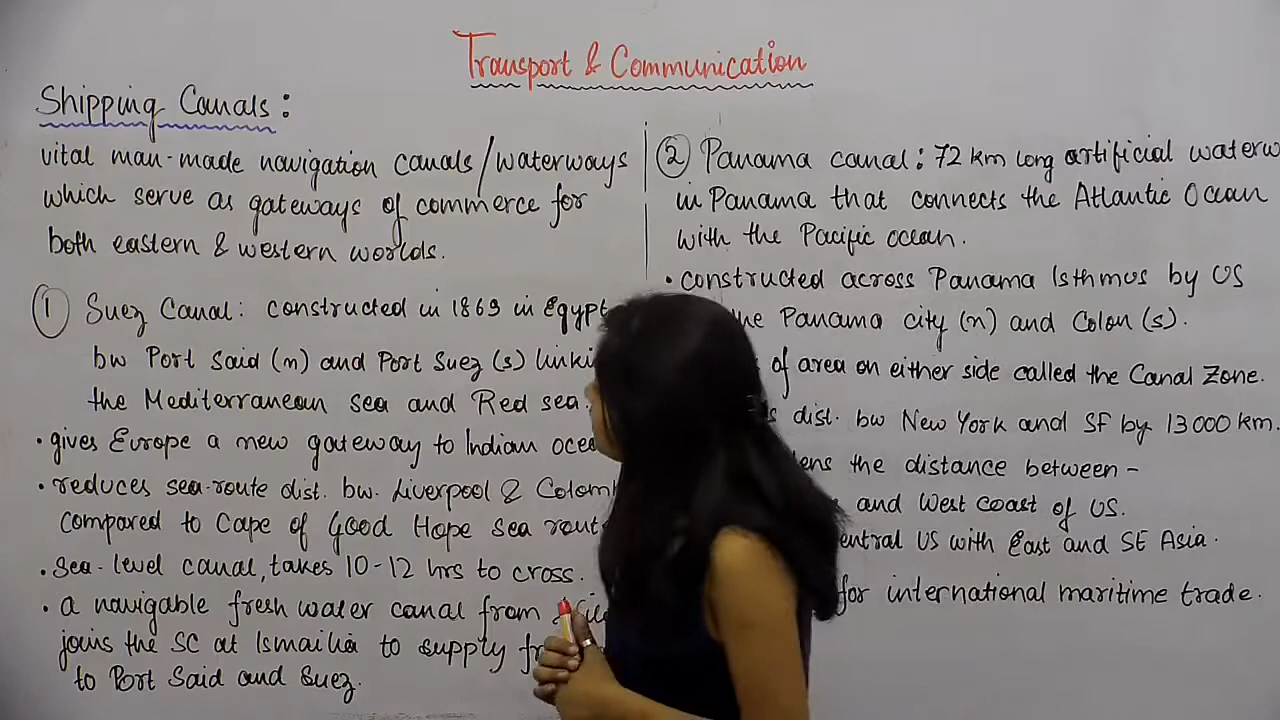 Transport & Communication
Shipping Canals:
vital man-made navigation canals/waterways
which serve as gateways of commerce for
both eastern & western worlds.
① Suez Canal: constructed in 1869 in Egypt
bw Port Said (n) and Port Suez (s)
the Mediterranean sea and Red sea.
• gives Europe a new gateway to Indian
• reduces sea-route dist. bw. Liverpool &
compared to Cape of Good Hope sea
• Sea-level canal, takes 10-12 hrs to cross.
• a navigable fresh water canal from
joins the SC at Ismailia to supply
to Port Said and Suez.
② Panama canal: 72 km long artificial
in Panama that connects the Atlantic Ocean
with the Pacific ocean.
• constructed across Panama Isthmus by US
Panama city (n) and Colon (s).
of area on either side called the Canal Zone.
dist. bw New York and SF by 13000 km.
the distance between -
and West Coast of US.
US with East and SE Asia.
for international maritime trade.